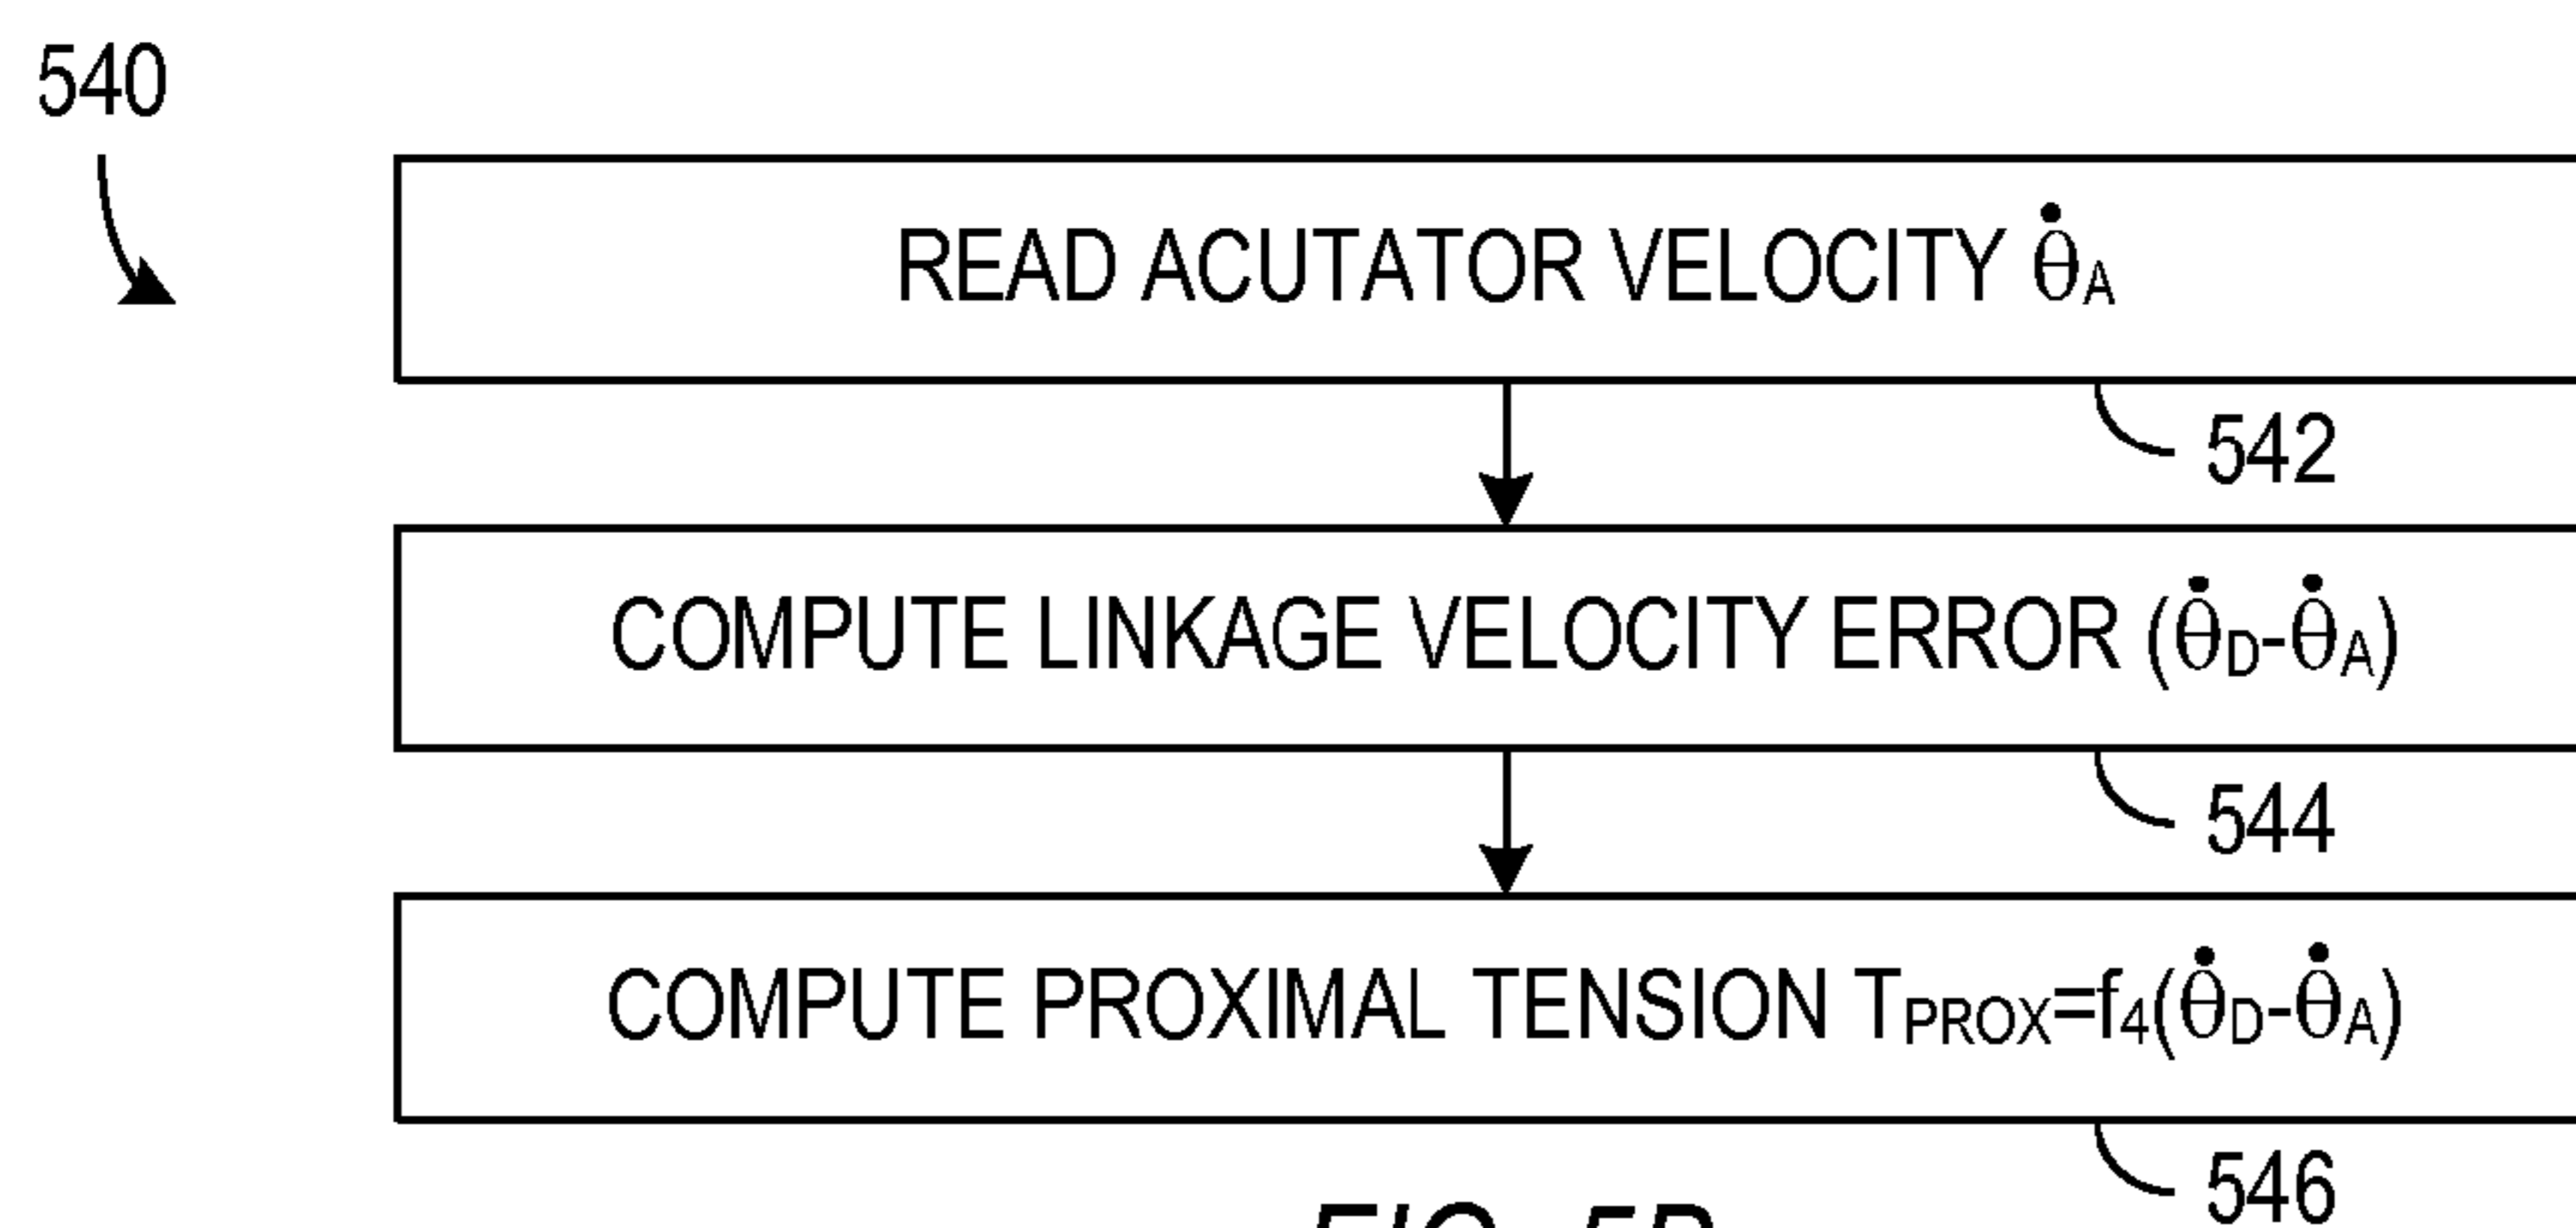 540
READ ACUTATOR VELOCITY θ̇A
542
COMPUTE LINKAGE VELOCITY ERROR (θ̇D-θ̇A)
544
COMPUTE PROXIMAL TENSION TPROX=f4(θ̇D-θ̇A)
546